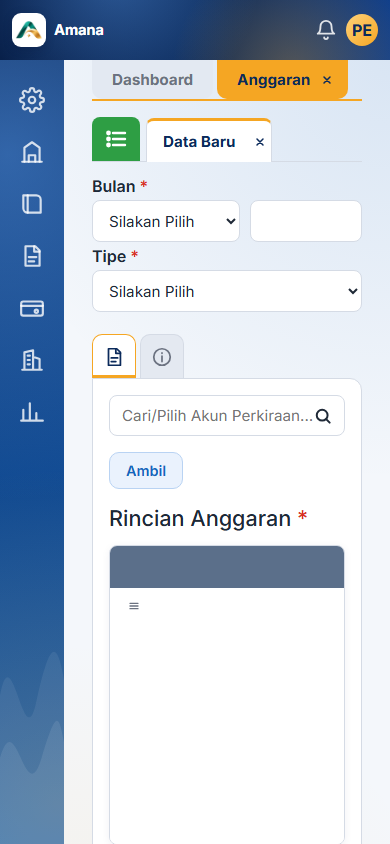 Amana
PE
Dashboard
Anggaran ×
Data Baru ×
Bulan *
Silakan Pilih
Tipe *
Silakan Pilih
Cari/Pilih Akun Perkiraan...
Ambil
Rincian Anggaran *